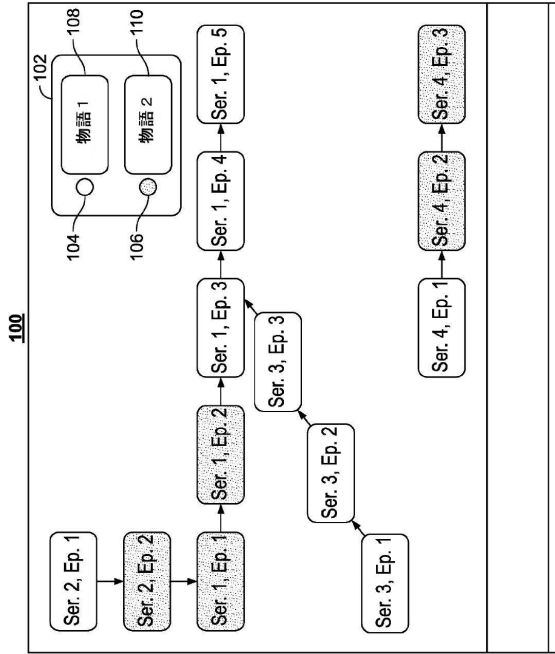 100
102
108
物語 1
104
110
物語 2
106
Ser. 2, Ep. 1
Ser. 2, Ep. 2
Ser. 1, Ep. 1
Ser. 1, Ep. 2
Ser. 1, Ep. 3
Ser. 1, Ep. 4
Ser. 1, Ep. 5
Ser. 3, Ep. 1
Ser. 3, Ep. 2
Ser. 3, Ep. 3
Ser. 4, Ep. 1
Ser. 4, Ep. 2
Ser. 4, Ep. 3